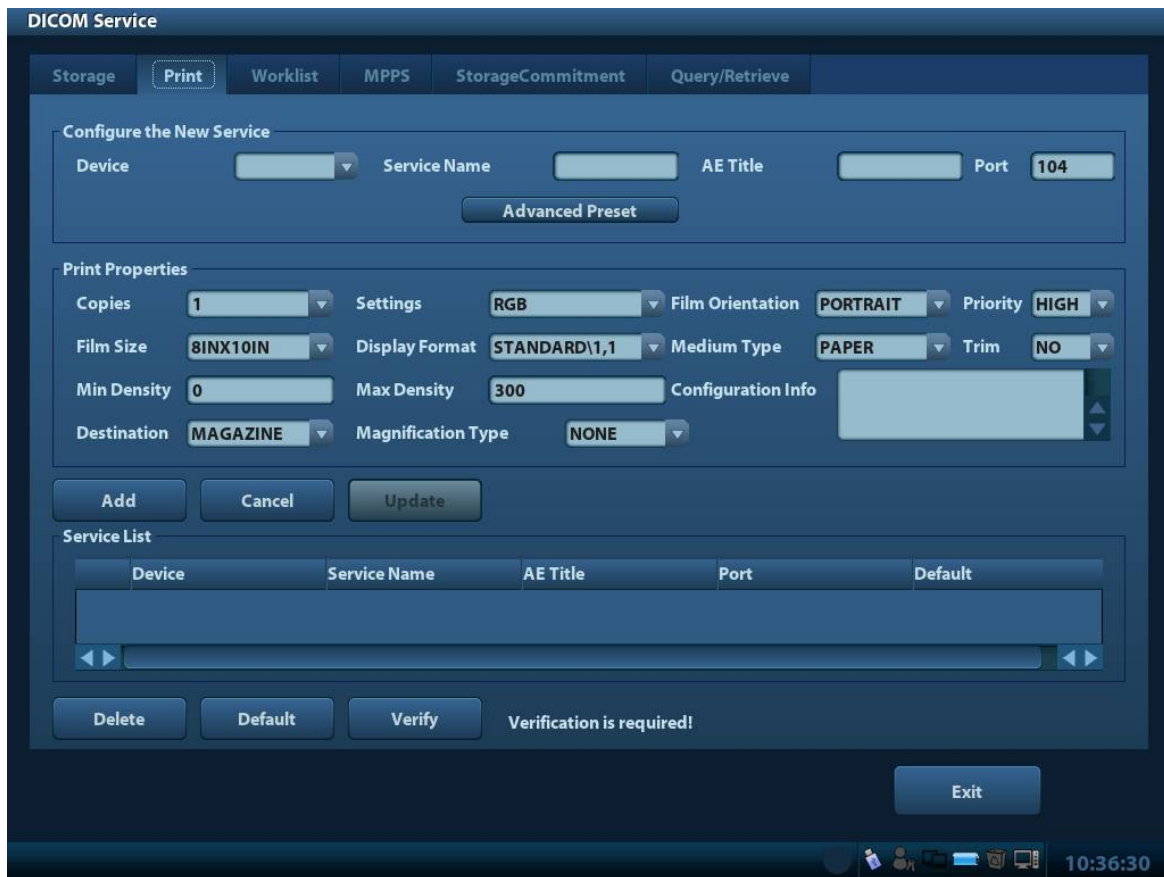 DICOM Service
Storage Print Worklist MPPS StorageCommitment Query/Retrieve
Configure the New Service
Device Service Name AE Title Port 104
Advanced Preset
Print Properties
Copies 1 Settings RGB Film Orientation PORTRAIT Priority HIGH
Film Size 8INX10IN Display Format STANDARD\1,1 Medium Type PAPER Trim NO
Min Density 0 Max Density 300 Configuration Info
Destination MAGAZINE Magnification Type NONE
Add Cancel Update
Service List
Device Service Name AE Title Port Default
Delete Default Verify Verification is required!
Exit
10:36:30